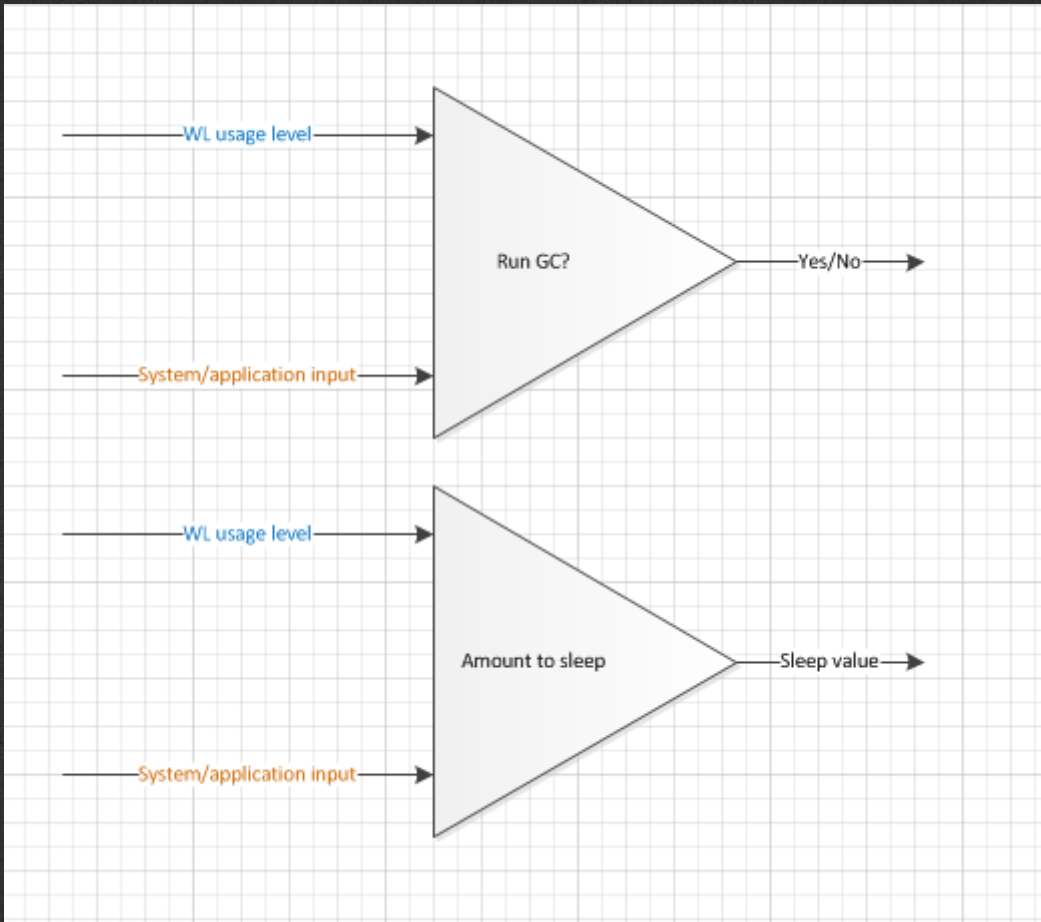 WL usage level
Run GC?
Yes/No
System/application input
WL usage level
Amount to sleep
Sleep value
System/application input